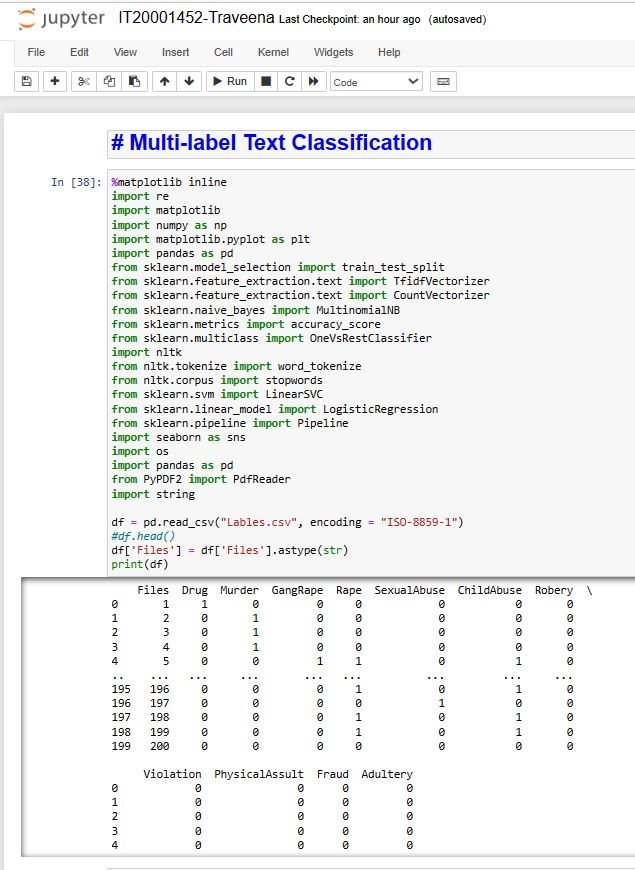 jupyter IT20001452-Traveena Last Checkpoint: an hour ago (autosaved)
File Edit View Insert Cell Kernel Widgets Help
Run Code
# Multi-label Text Classification
In [38]: %matplotlib inline
import re
import matplotlib
import numpy as np
import matplotlib.pyplot as plt
import pandas as pd
from sklearn.model_selection import train_test_split
from sklearn.feature_extraction.text import TfidfVectorizer
from sklearn.feature_extraction.text import CountVectorizer
from sklearn.naive_bayes import MultinomialNB
from sklearn.metrics import accuracy_score
from sklearn.multiclass import OneVsRestClassifier
import nltk
from nltk.tokenize import word_tokenize
from nltk.corpus import stopwords
from sklearn.svm import LinearSVC
from sklearn.linear_model import LogisticRegression
from sklearn.pipeline import Pipeline
import seaborn as sns
import os
import pandas as pd
from PyPDF2 import PdfReader
import string
df = pd.read_csv("Lables.csv", encoding = "ISO-8859-1")
#df.head()
df['Files'] = df['Files'].astype(str)
print(df)
Files Drug Murder GangRape Rape SexualAbuse ChildAbuse Robery \
0 1 1 0 0 0 0 0 0
1 2 0 1 0 0 0 0 0
2 3 0 1 0 0 0 0 0
3 4 0 1 0 0 0 0 0
4 5 0 0 1 1 0 1 0
.. ... ... ... ... ... ... ... ...
195 196 0 0 0 1 0 1 0
196 197 0 0 0 0 1 0 0
197 198 0 0 0 1 0 1 0
198 199 0 0 0 1 0 1 0
199 200 0 0 0 0 0 0 0
Violation PhysicalAssult Fraud Adultery
0 0 0 0 0
1 0 0 0 0
2 0 0 0 0
3 0 0 0 0
4 0 0 0 0